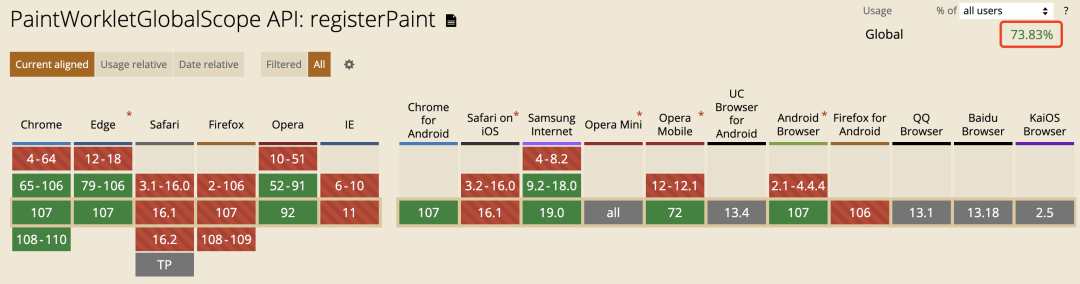 PaintWorkletGlobalScope API: registerPaint
Usage % of all users ?
Global 73.83%
Current aligned Usage relative Date relative Filtered All
Chrome Edge * Safari Firefox Opera IE Chrome for Android Safari on iOS * Samsung Internet Opera Mini * Opera Mobile * UC Browser for Android Android Browser * Firefox for Android QQ Browser Baidu Browser KaiOS Browser
4-64 12-18 10-51 4-8.2
65-106 79-106 3.1-16.0 2-106 52-91 6-10 3.2-16.0 9.2-18.0 12-12.1 2.1-4.4.4
107 107 16.1 107 92 11 107 16.1 19.0 all 72 13.4 107 106 13.1 13.18 2.5
108-110 16.2 108-109
TP